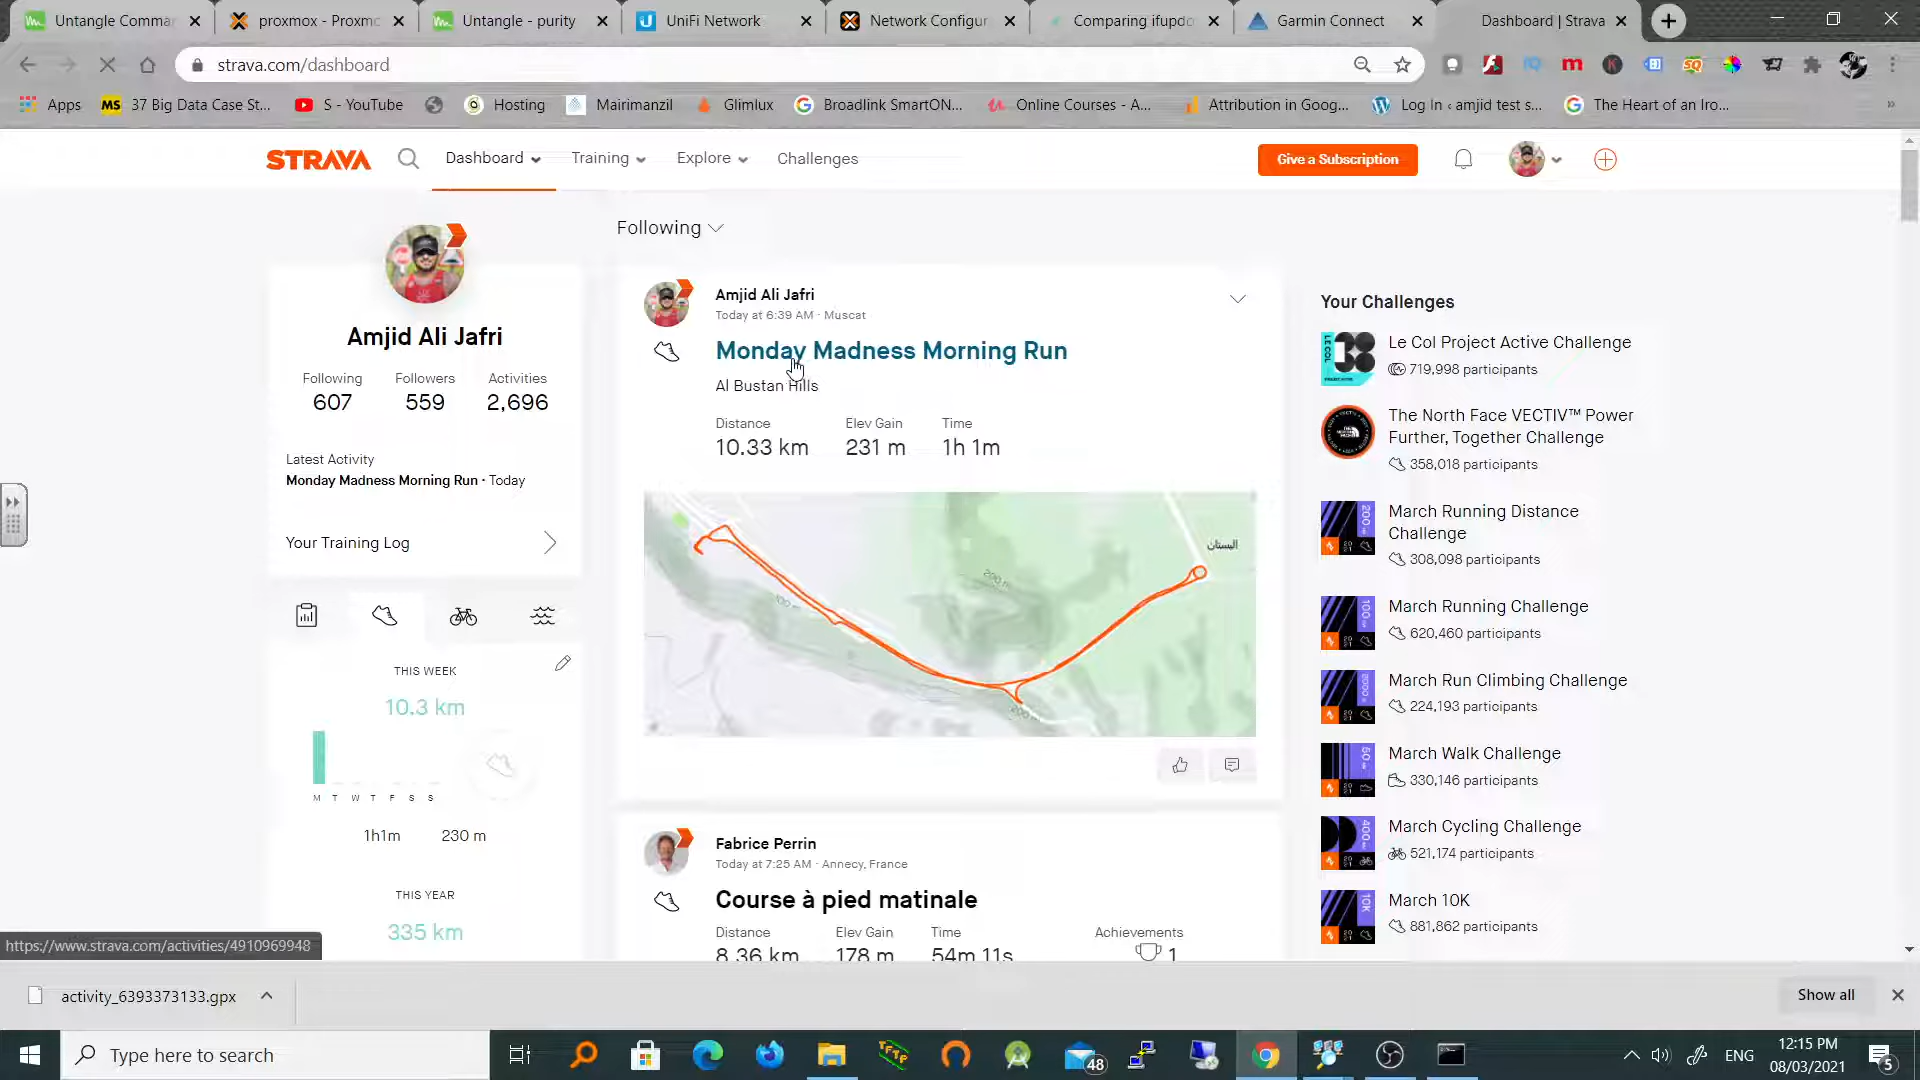 Untangle Comma
proxmox - Proxmo
Untangle - purity
UniFi Network
Network Configur
Comparing ifupdo
Garmin Connect
Dashboard | Strava
strava.com/dashboard
Apps
37 Big Data Case St...
S - YouTube
Hosting
Mairimanzil
Glimlux
Broadlink SmartON...
Online Courses - A...
Attribution in Goog...
Log In ‹ amjid test s...
The Heart of an Iro...
STRAVA
Dashboard
Training
Explore
Challenges
Give a Subscription
Following
Amjid Ali Jafri
Following Followers Activities
607 559 2,696
Latest Activity
Monday Madness Morning Run · Today
Your Training Log
THIS WEEK
10.3 km
M T W T F S S
1h1m 230 m
THIS YEAR
335 km
Amjid Ali Jafri
Today at 6:39 AM · Muscat
Monday Madness Morning Run
Al Bustan Hills
Distance Elev Gain Time
10.33 km 231 m 1h 1m
البستان
Fabrice Perrin
Today at 7:25 AM · Annecy, France
Course à pied matinale
Distance Elev Gain Time Achievements
8.36 km 178 m 54m 11s 1
Your Challenges
Le Col Project Active Challenge
719,998 participants
The North Face VECTIV™ Power
Further, Together Challenge
358,018 participants
March Running Distance
Challenge
308,098 participants
March Running Challenge
620,460 participants
March Run Climbing Challenge
224,193 participants
March Walk Challenge
330,146 participants
March Cycling Challenge
521,174 participants
March 10K
881,862 participants
https://www.strava.com/activities/4910969948
activity_6393373133.gpx
Show all
Type here to search
48
ENG
12:15 PM
08/03/2021
5